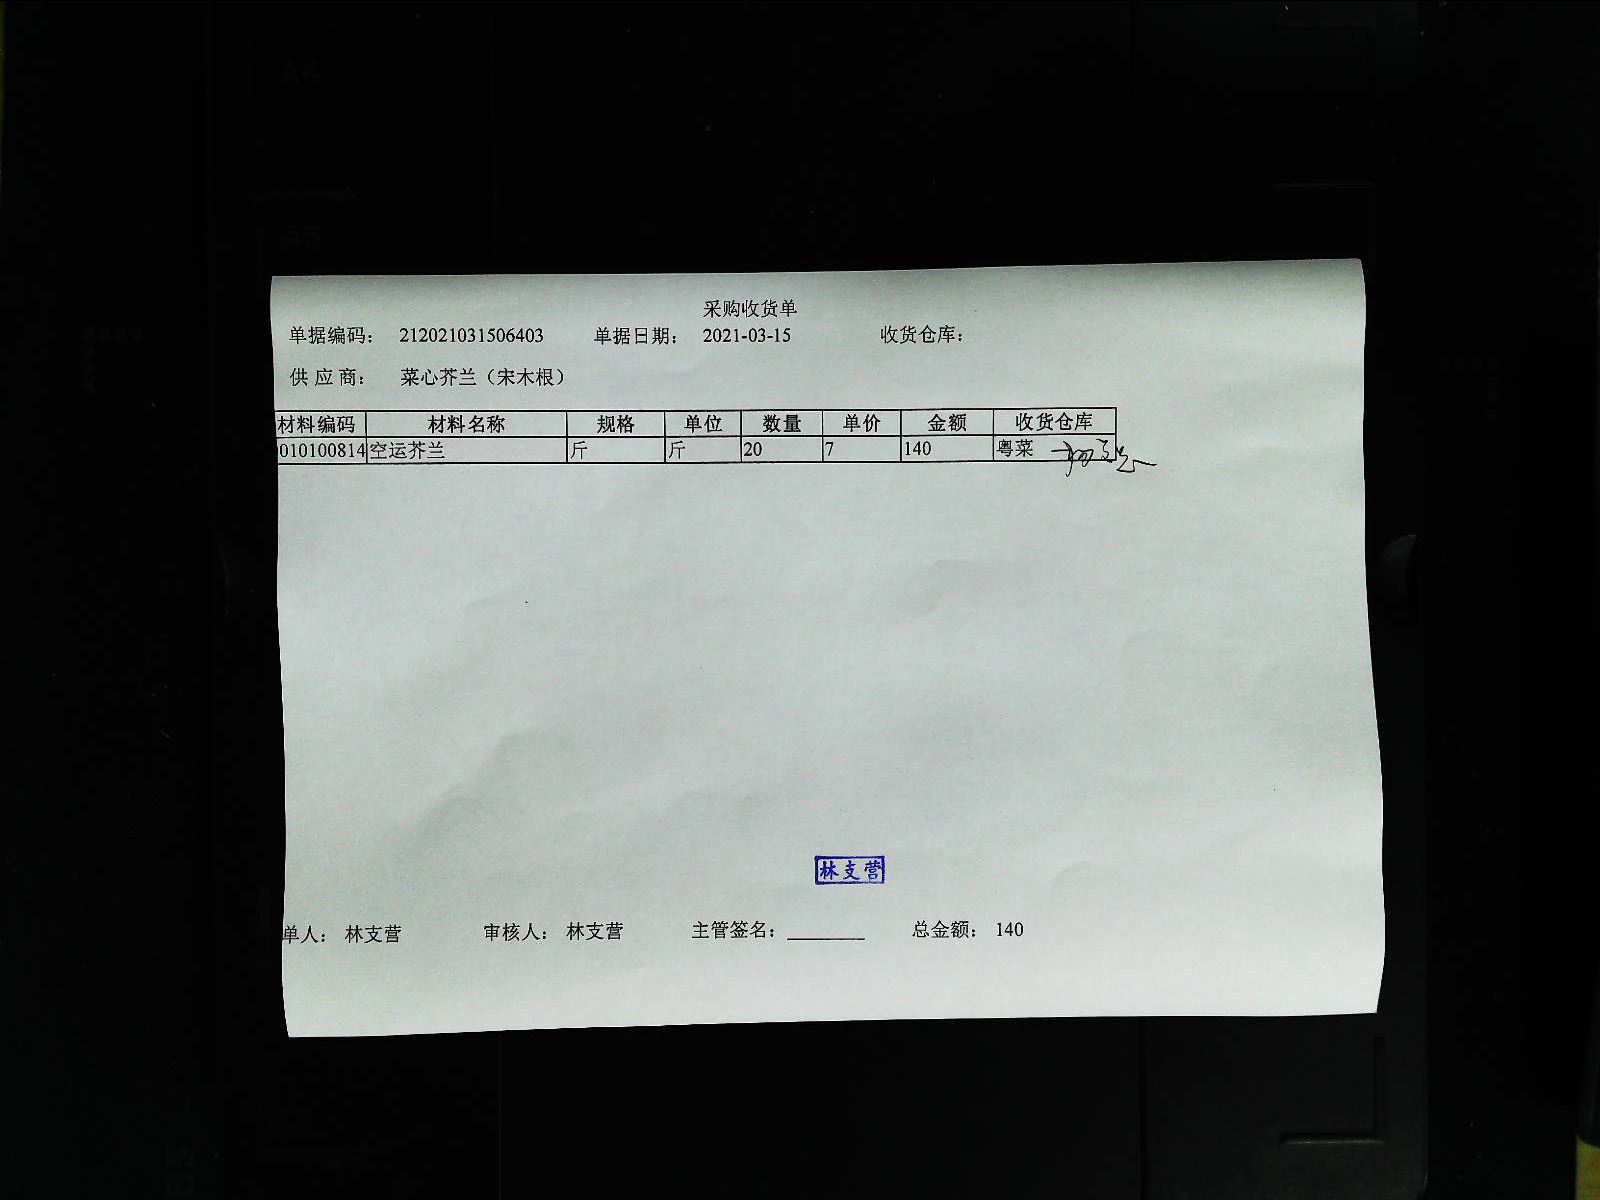 采购收货单
单据编码： 212021031506403 单据日期： 2021-03-15 收货仓库：
供 应 商： 菜心芥兰（宋木根）
材料编码 材料名称 规格 单位 数量 单价 金额 收货仓库
010100814 空运芥兰 斤 斤 20 7 140 粤菜
林支营
单人： 林支营 审核人： 林支营 主管签名： ________ 总金额： 140